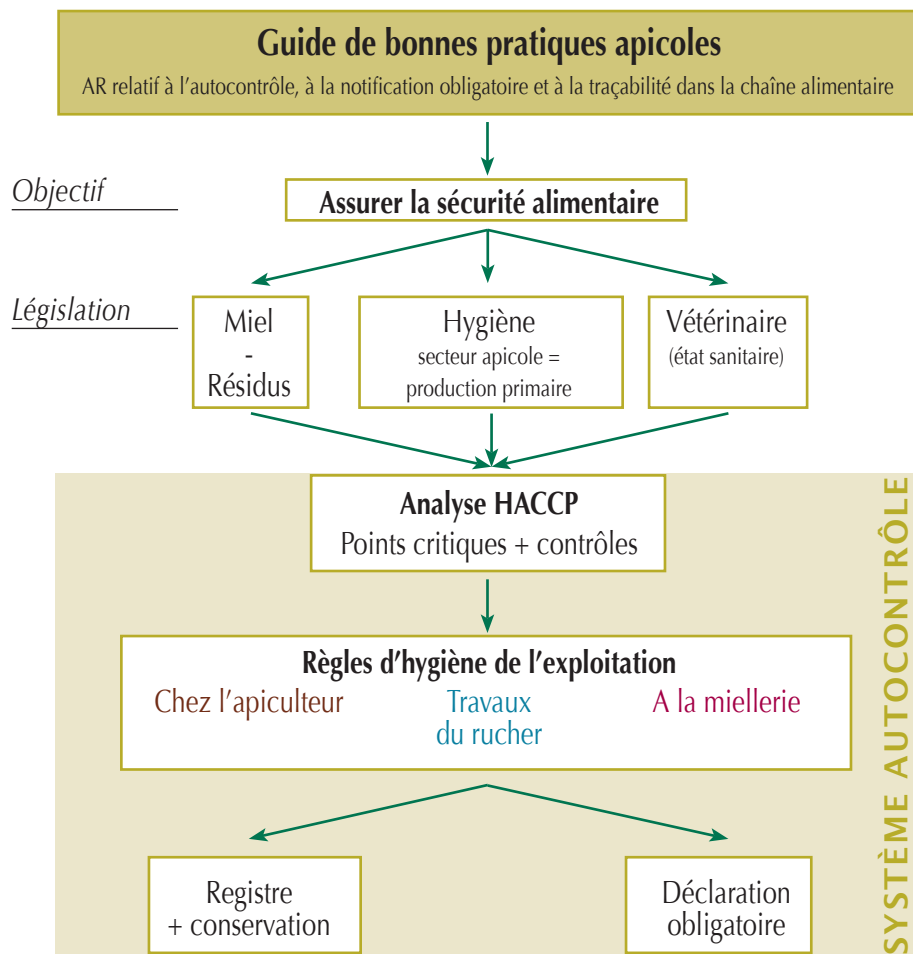 Guide de bonnes pratiques apicoles
AR relatif à l'autocontrôle, à la notification obligatoire et à la traçabilité dans la chaîne alimentaire
Objectif
Assurer la sécurité alimentaire
Législation
Miel
-
Résidus
Hygiène
secteur apicole =
production primaire
Vétérinaire
(état sanitaire)
Analyse HACCP
Points critiques + contrôles
Règles d'hygiène de l'exploitation
Chez l'apiculteur
Travaux
du rucher
A la miellerie
Registre
+ conservation
Déclaration
obligatoire
SYSTÈME AUTOCONTRÔLE